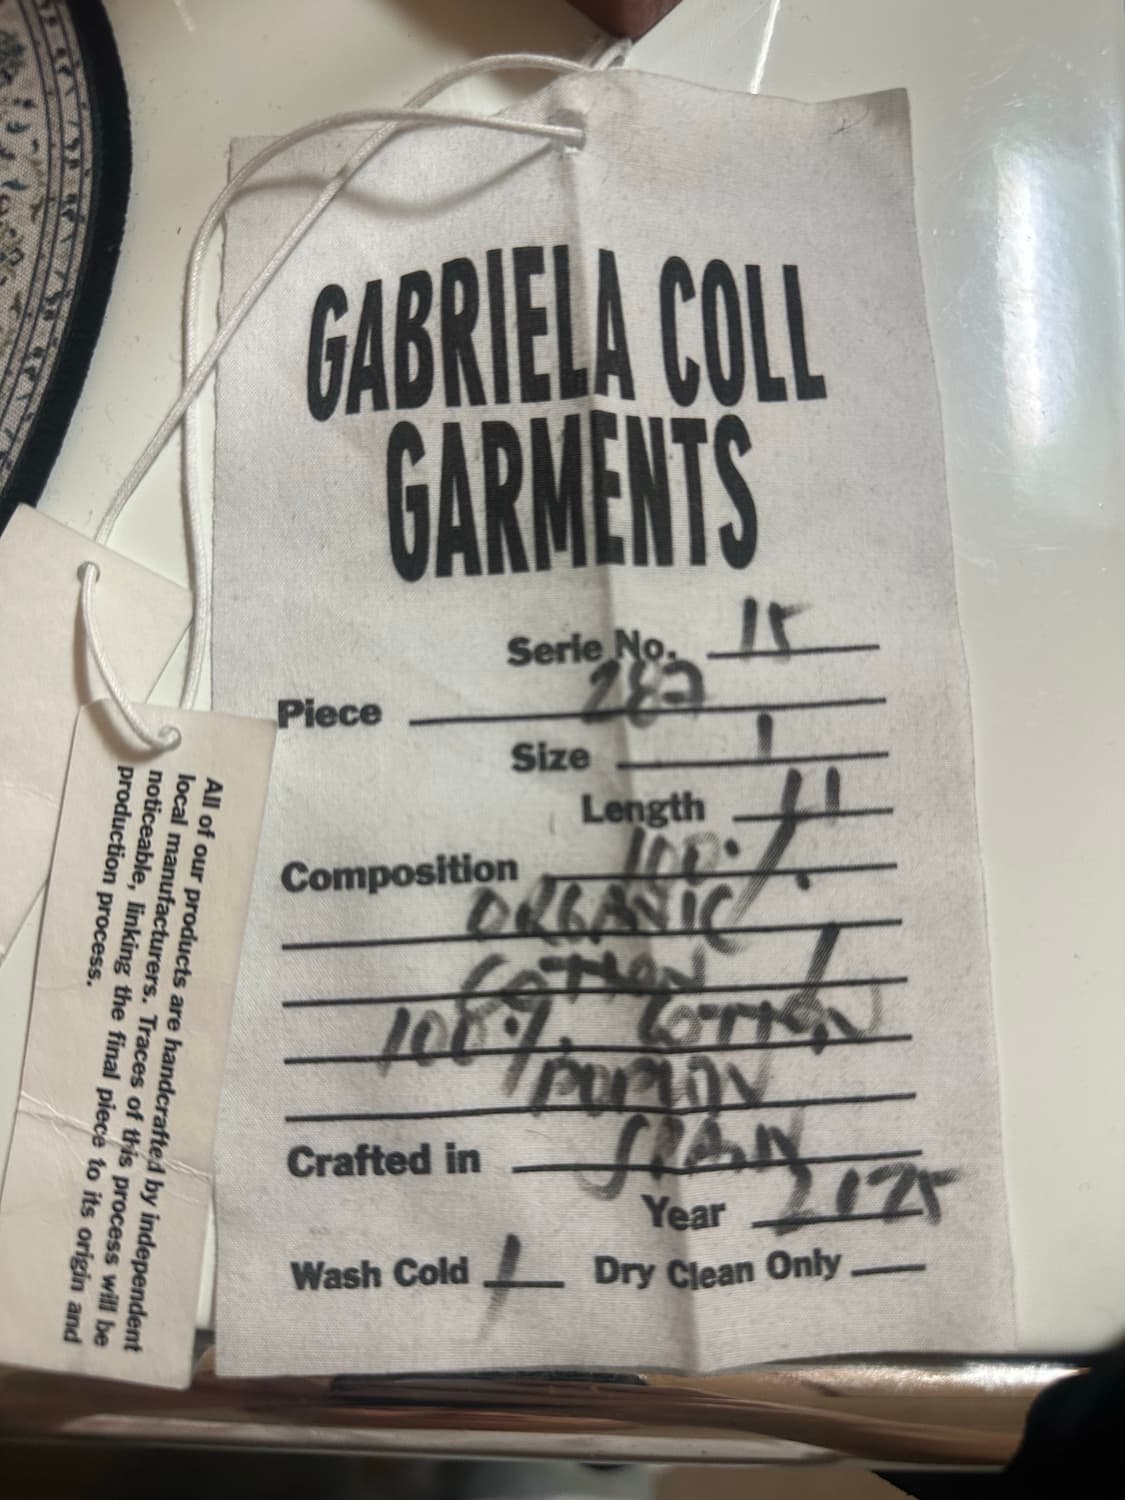 GABRIELA COLL
GARMENTS
Serie No. 15
Piece 282
Size 1
Length
Composition 100%
ORGANIC
COTTON /
100% COTTON
POPLIN
Crafted in SPAIN
Year
Wash Cold / Dry Clean Only
All of our products are handcrafted by independent
local manufacturers. Traces of this process will be
noticeable, linking the final piece to its origin and
production process.